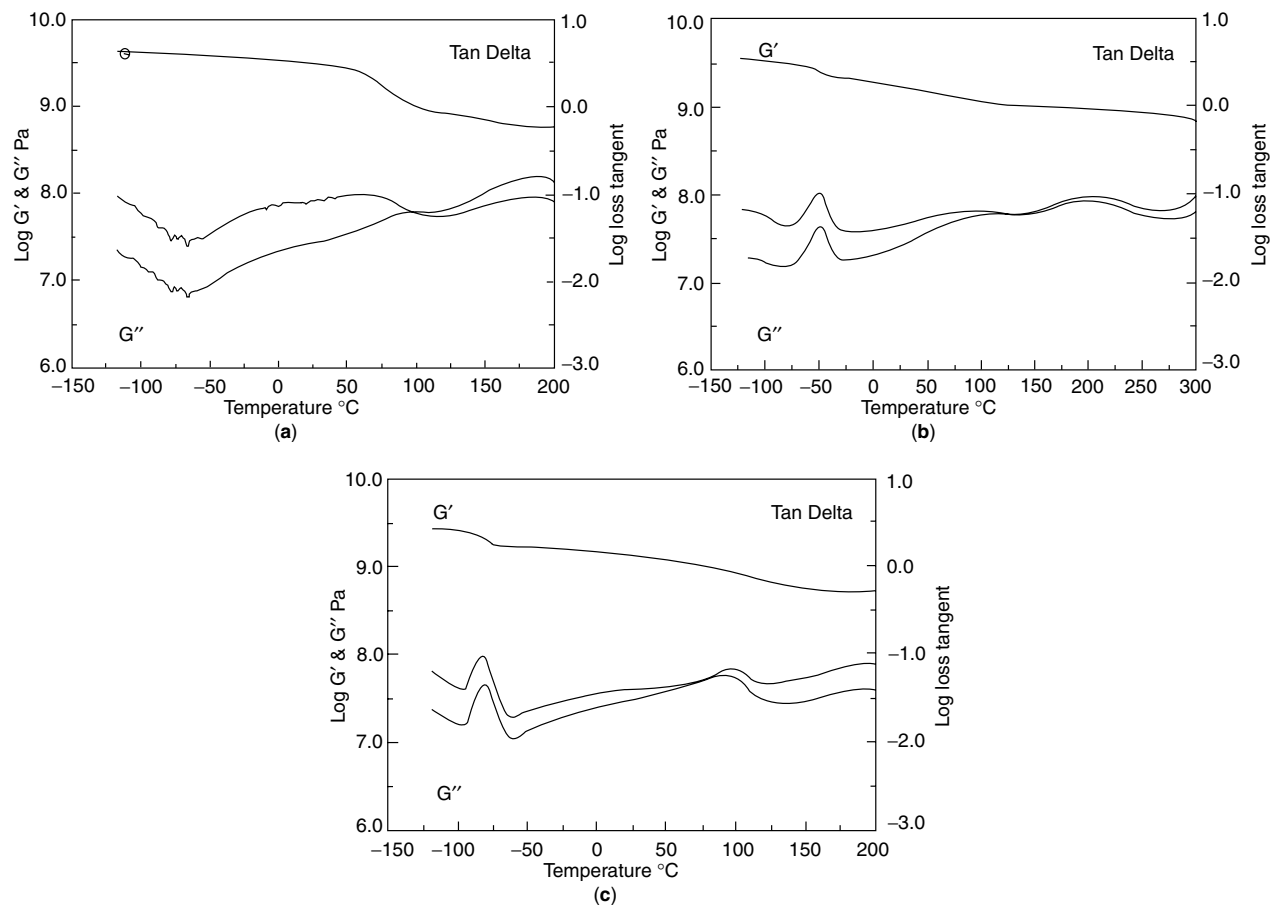 10.0
9.0
8.0
7.0
6.0
Log G′ & G″ Pa
Tan Delta
G″
1.0
0.0
−1.0
−2.0
−3.0
Log loss tangent
−150 −100 −50 0 50 100 150 200
Temperature °C
(a)
10.0
9.0
8.0
7.0
6.0
Log G′ & G″ Pa
G′
Tan Delta
G″
1.0
0.0
−1.0
−2.0
−3.0
Log loss tangent
−150 −100 −50 0 50 100 150 200 250 300
Temperature °C
(b)
10.0
9.0
8.0
7.0
6.0
Log G′ & G″ Pa
G′
Tan Delta
G″
1.0
0.0
−1.0
−2.0
−3.0
Log loss tangent
−150 −100 −50 0 50 100 150 200
Temperature °C
(c)